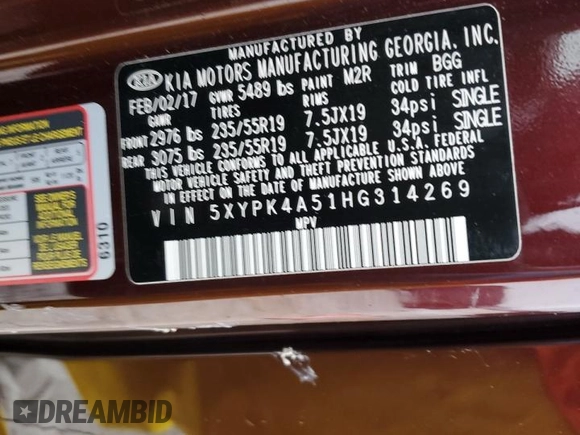 MANUFACTURED BY
KIA KIA MOTORS MANUFACTURING GEORGIA, INC.
FEB/02/17 GVWR 5489 lbs PAINT M2R TRIM BGG
GAWR TIRES RIMS COLD TIRE INFL
FRONT 2976 lbs 235/55R19 7.5JX19 34psi SINGLE
REAR 3075 lbs 235/55R19 7.5JX19 34psi SINGLE
THIS VEHICLE CONFORMS TO ALL APPLICABLE U.S.A. FEDERAL
MOTOR VEHICLE SAFETY AND THEFT PREVENTION STANDARDS
IN EFFECT ON THE DATE OF MANUFACTURE SHOWN ABOVE.
VIN 5XYPK4A51HG314269
MPV
INFORMATION
6310
DREAMBID